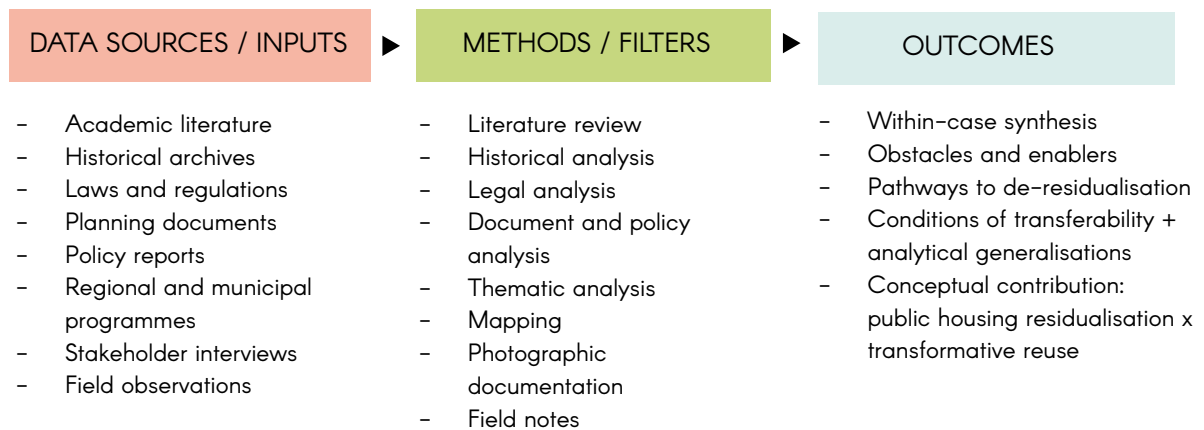 DATA SOURCES / INPUTS
- Academic literature
- Historical archives
- Laws and regulations
- Planning documents
- Policy reports
- Regional and municipal
programmes
- Stakeholder interviews
- Field observations
METHODS / FILTERS
- Literature review
- Historical analysis
- Legal analysis
- Document and policy
analysis
- Thematic analysis
- Mapping
- Photographic
documentation
- Field notes
OUTCOMES
- Within-case synthesis
- Obstacles and enablers
- Pathways to de-residualisation
- Conditions of transferability +
analytical generalisations
- Conceptual contribution:
public housing residualisation x
transformative reuse